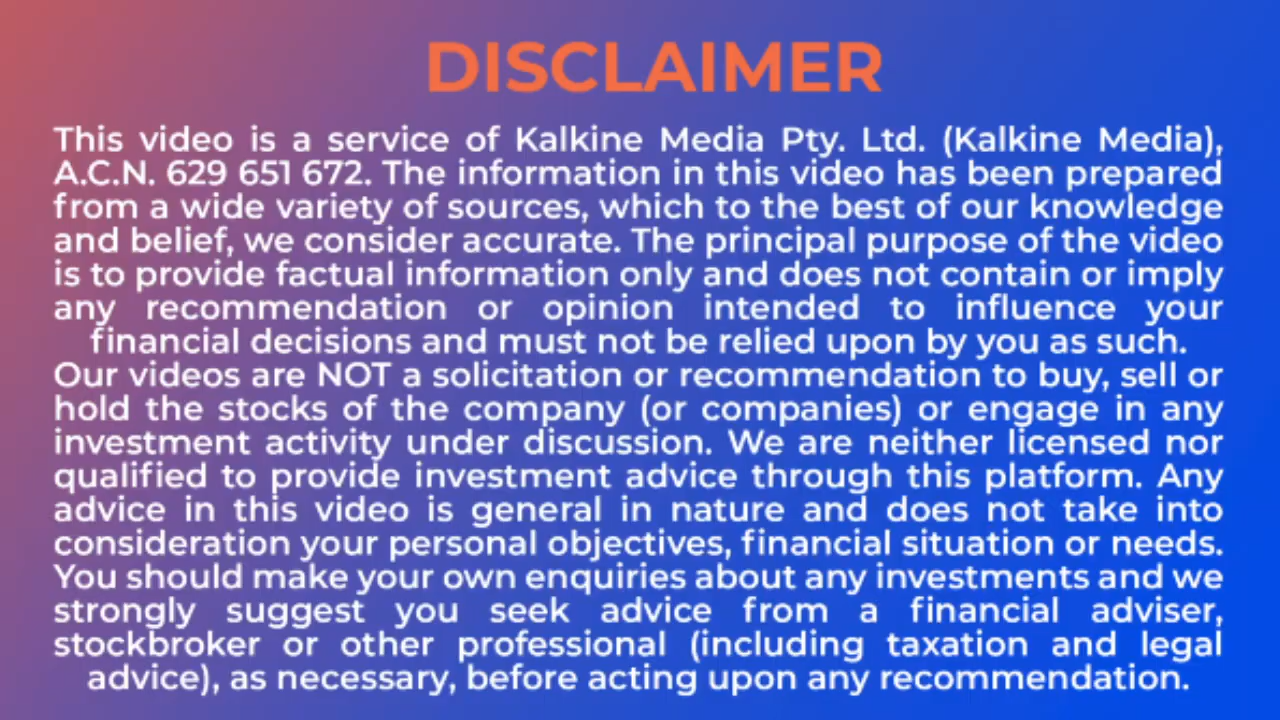 DISCLAIMER
This video is a service of Kalkine Media Pty. Ltd. (Kalkine Media),
A.C.N. 629 651 672. The information in this video has been prepared
from a wide variety of sources, which to the best of our knowledge
and belief, we consider accurate. The principal purpose of the video
is to provide factual information only and does not contain or imply
any recommendation or opinion intended to influence your
financial decisions and must not be relied upon by you as such.
Our videos are NOT a solicitation or recommendation to buy, sell or
hold the stocks of the company (or companies) or engage in any
investment activity under discussion. We are neither licensed nor
qualified to provide investment advice through this platform. Any
advice in this video is general in nature and does not take into
consideration your personal objectives, financial situation or needs.
You should make your own enquiries about any investments and we
strongly suggest you seek advice from a financial adviser,
stockbroker or other professional (including taxation and legal
advice), as necessary, before acting upon any recommendation.